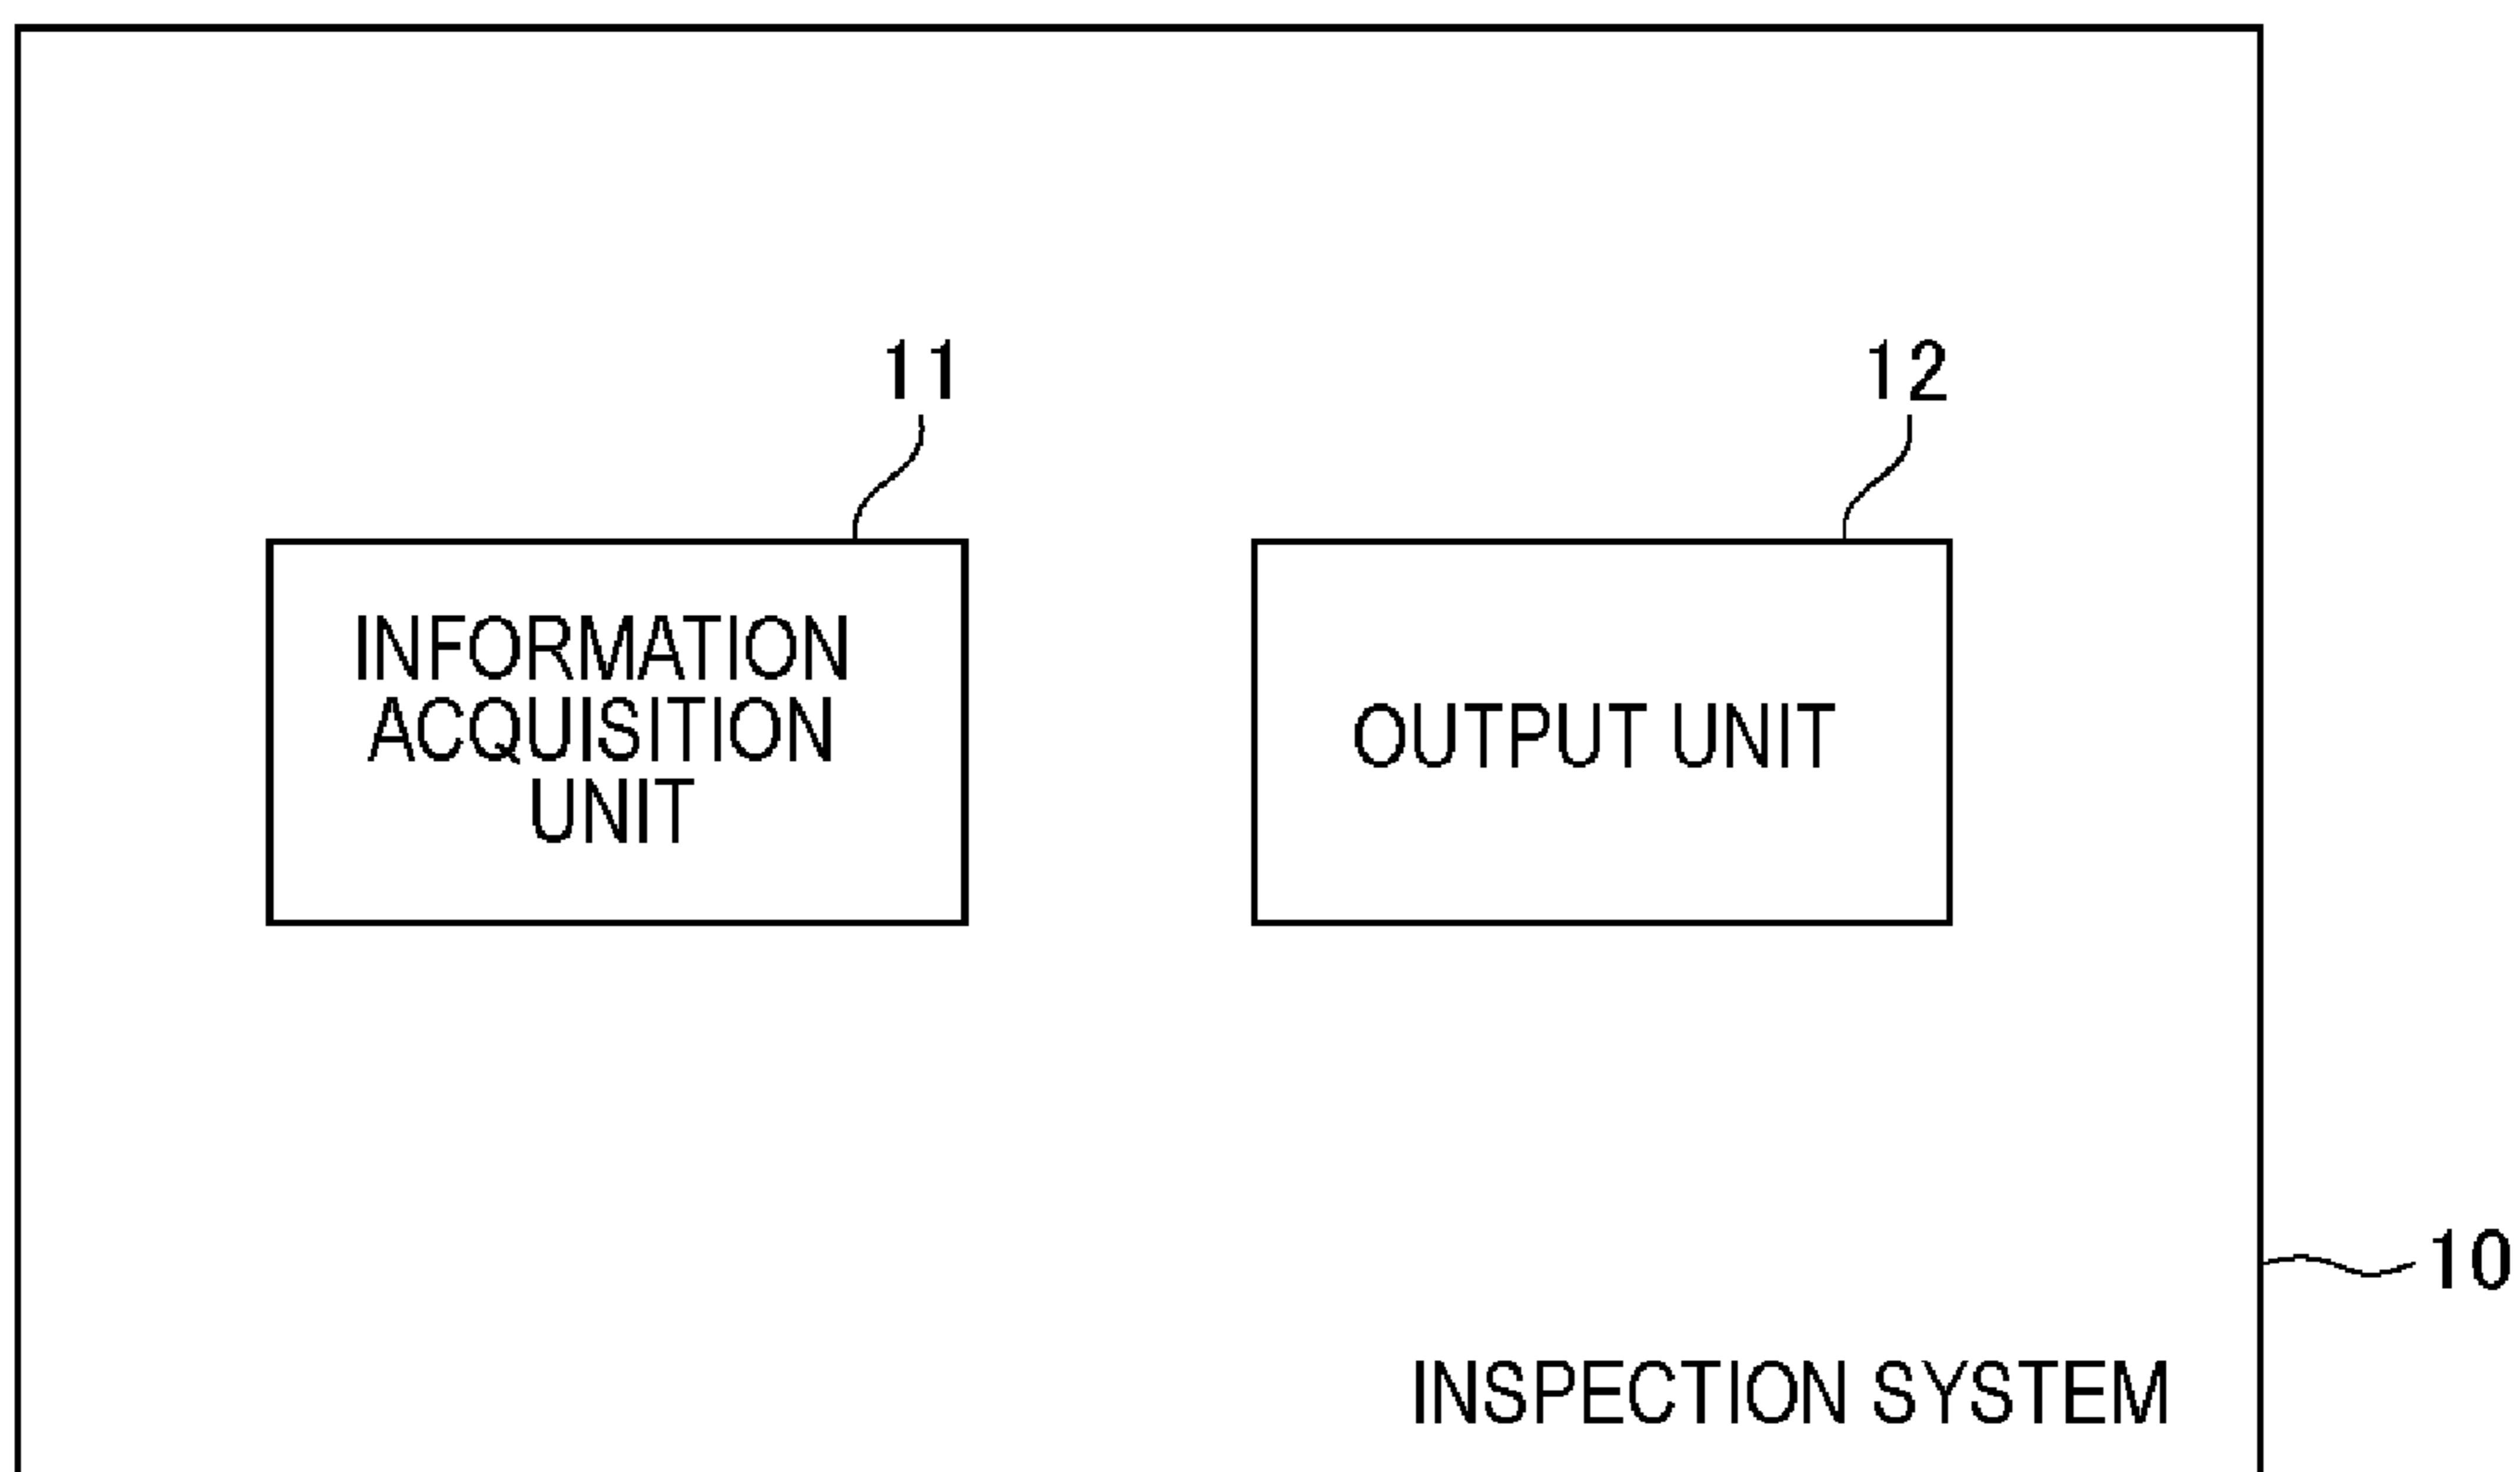 11
12
INFORMATION
ACQUISITION
UNIT
OUTPUT UNIT
10
INSPECTION SYSTEM